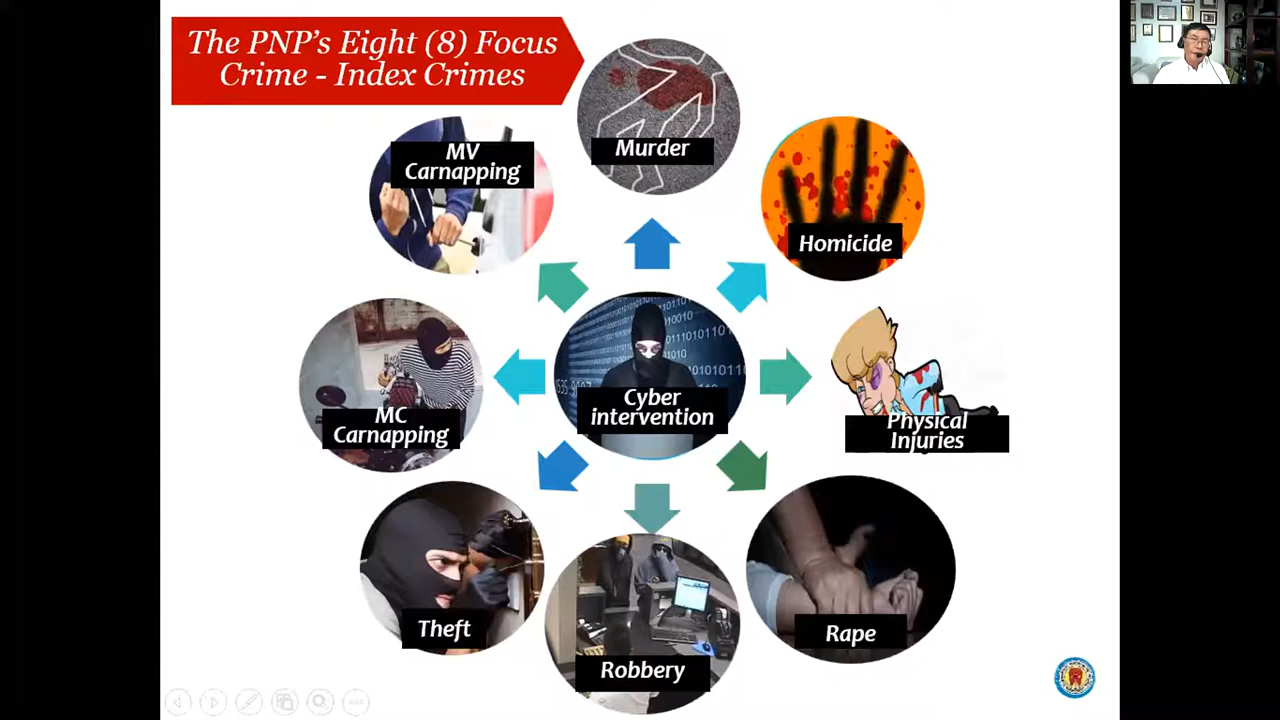 The PNP's Eight (8) Focus
Crime - Index Crimes
Murder
MV
Carnapping
Homicide
Cyber
intervention
Physical
Injuries
MC
Carnapping
Theft
Robbery
Rape